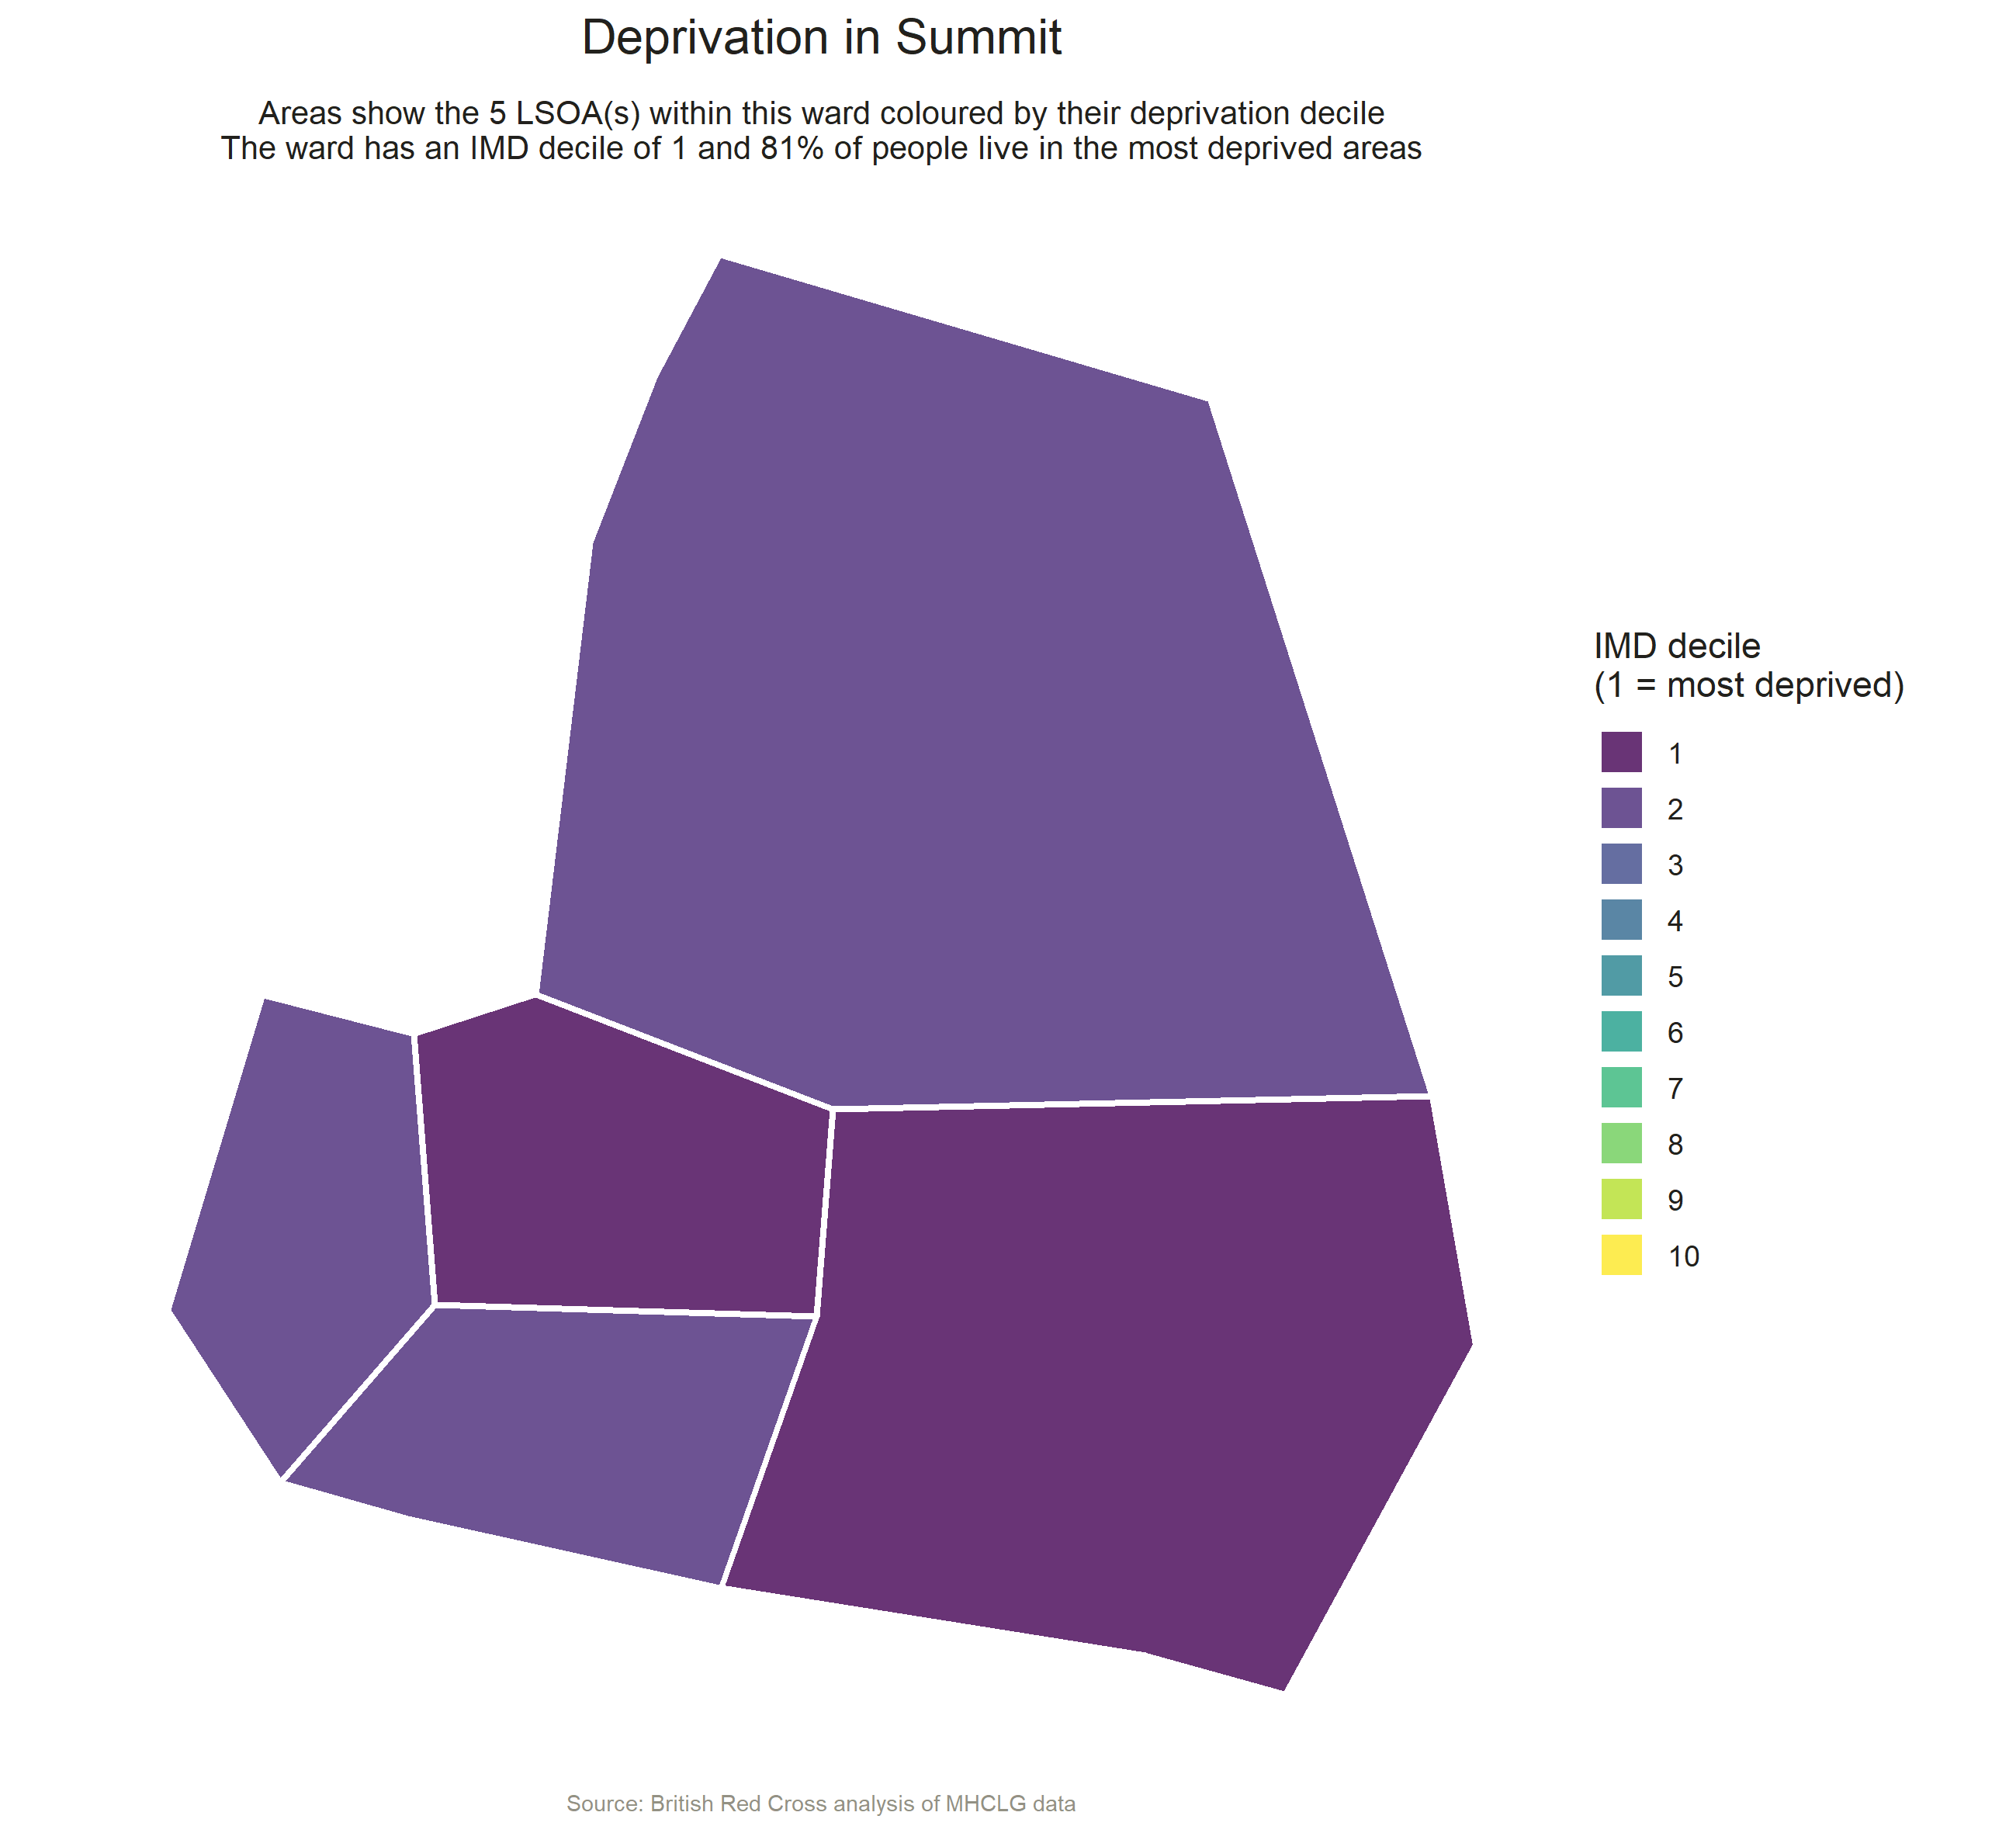 Deprivation in Summit
Areas show the 5 LSOA(s) within this ward coloured by their deprivation decile
The ward has an IMD decile of 1 and 81% of people live in the most deprived areas
IMD decile
(1 = most deprived)
1
2
3
4
5
6
7
8
9
10
Source: British Red Cross analysis of MHCLG data